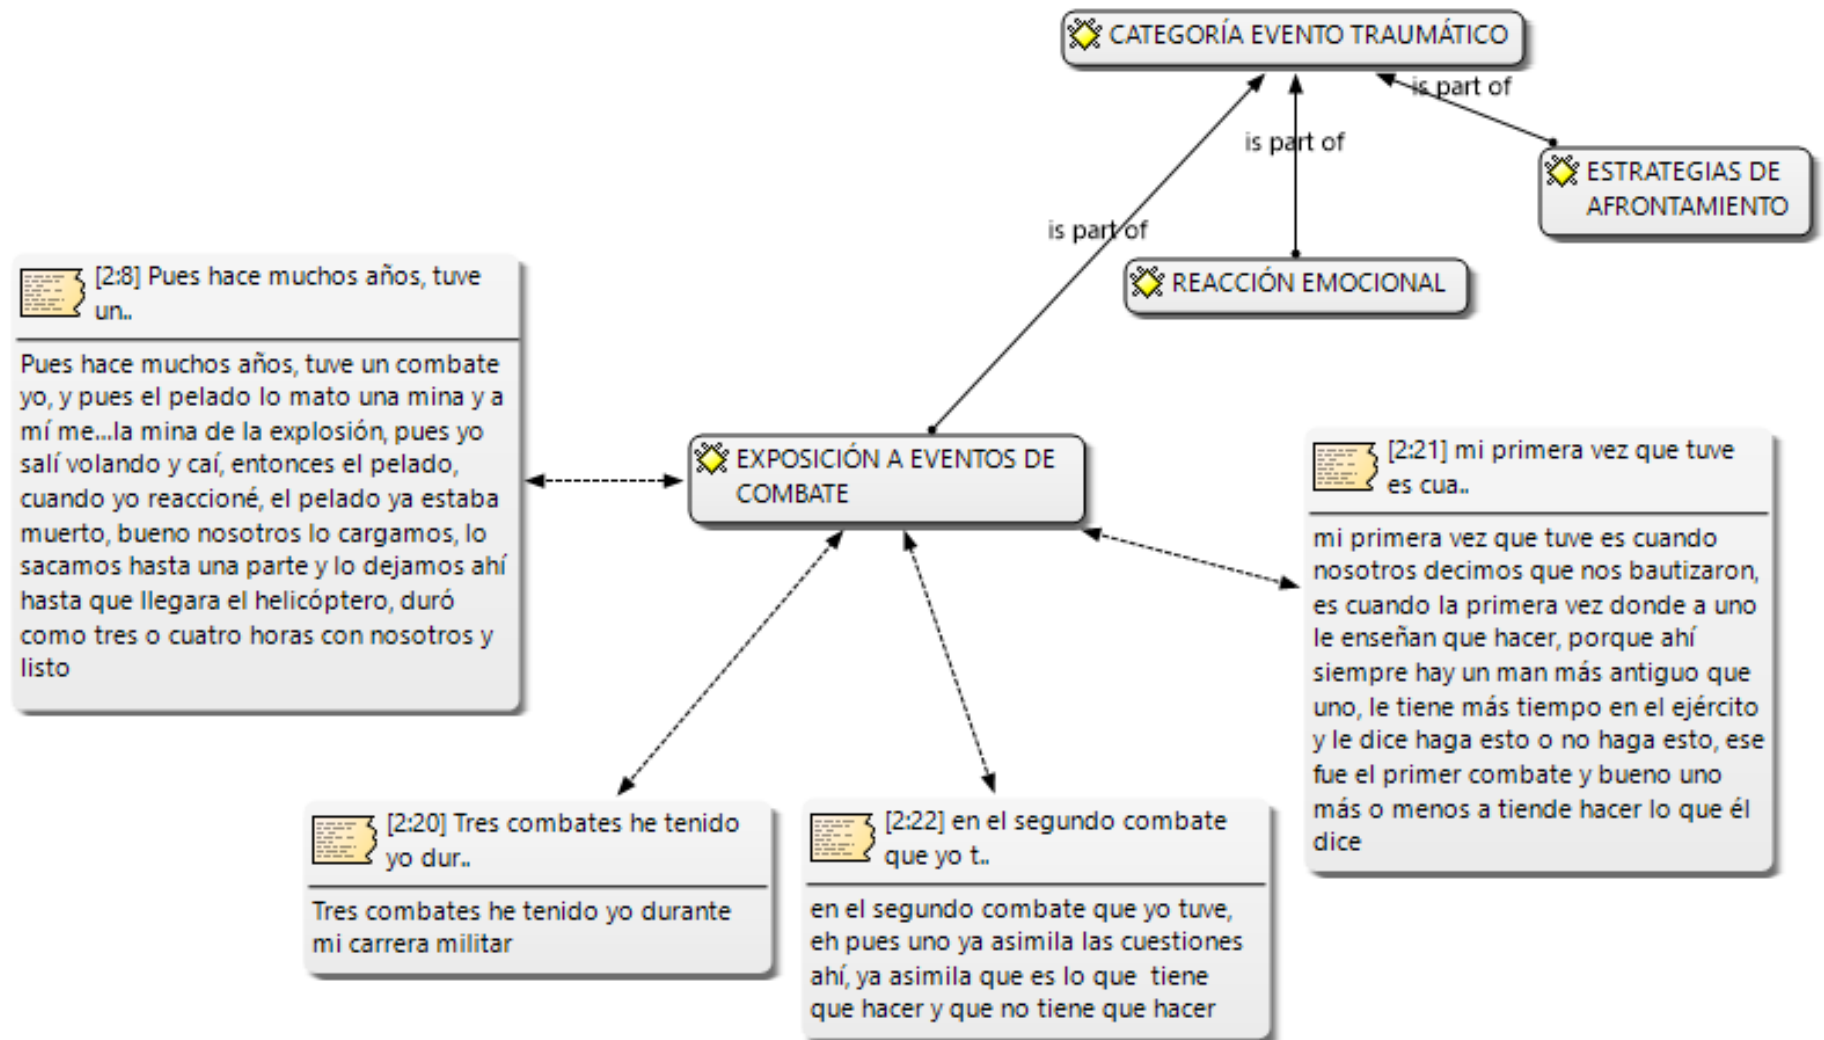 CATEGORÍA EVENTO TRAUMÁTICO
is part of
is part of
is part of
ESTRATEGIAS DE
AFRONTAMIENTO
REACCIÓN EMOCIONAL
[2:8] Pues hace muchos años, tuve
un..
Pues hace muchos años, tuve un combate
yo, y pues el pelado lo mato una mina y a
mí me...la mina de la explosión, pues yo
salí volando y caí, entonces el pelado,
cuando yo reaccioné, el pelado ya estaba
muerto, bueno nosotros lo cargamos, lo
sacamos hasta una parte y lo dejamos ahí
hasta que llegara el helicóptero, duró
como tres o cuatro horas con nosotros y
listo
EXPOSICIÓN A EVENTOS DE
COMBATE
[2:21] mi primera vez que tuve
es cua..
mi primera vez que tuve es cuando
nosotros decimos que nos bautizaron,
es cuando la primera vez donde a uno
le enseñan que hacer, porque ahí
siempre hay un man más antiguo que
uno, le tiene más tiempo en el ejército
y le dice haga esto o no haga esto, ese
fue el primer combate y bueno uno
más o menos a tiende hacer lo que él
dice
[2:20] Tres combates he tenido
yo dur..
Tres combates he tenido yo durante
mi carrera militar
[2:22] en el segundo combate
que yo t..
en el segundo combate que yo tuve,
eh pues uno ya asimila las cuestiones
ahí, ya asimila que es lo que  tiene
que hacer y que no tiene que hacer